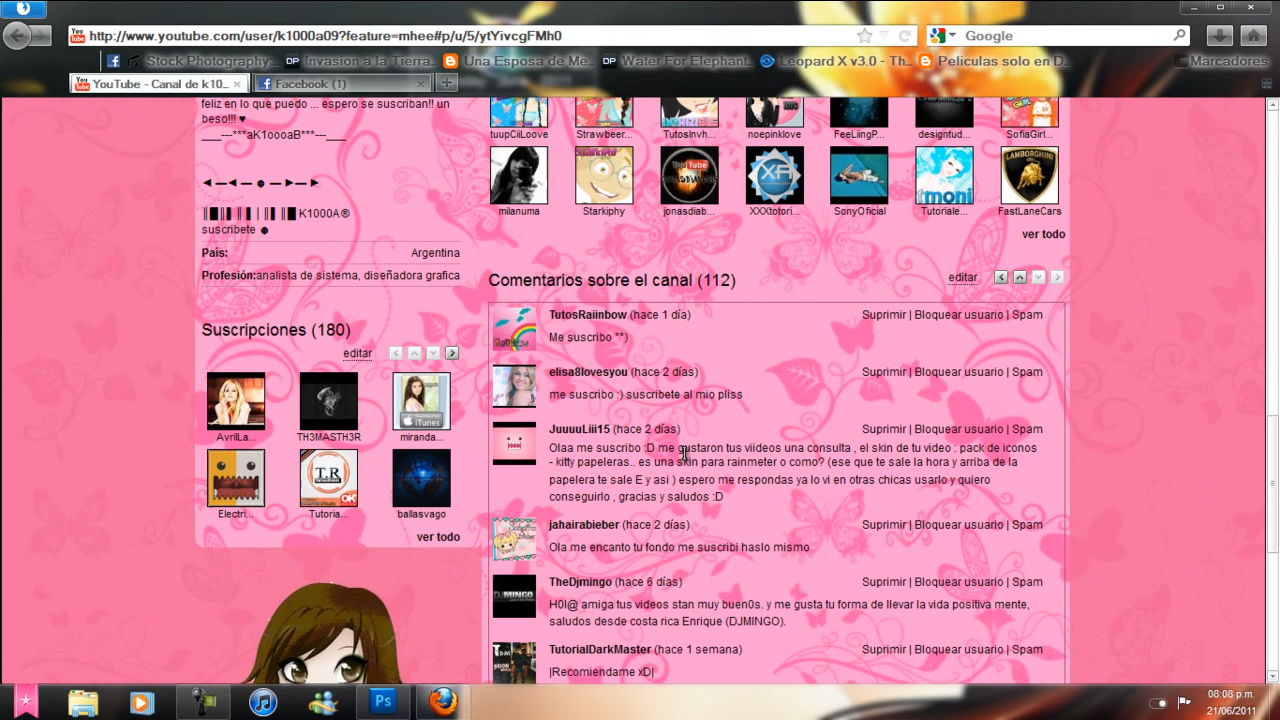 http://www.youtube.com/user/k1000a09?feature=mhee#p/u/5/ytYivcgFMh0
Google
Stock Photography ...
Invasion a la Tierra...
Una Esposa de Me...
Water For Elephant...
Leopard X v3.0 - Th...
Peliculas solo en D...
Marcadores
YouTube - Canal de k10...
Facebook (1)
feliz en lo que puedo ... espero se suscriban!! un
beso!!! ♥
___---***aK1oooaB***---___
◄ —◄ — ☻ — ►— ►
K1000A®
suscribete ☻
País: Argentina
Profesión: analista de sistema, diseñadora grafica
Suscripciones (180)
editar
AvrilLa... TH3MASTH3R miranda...
Electri... Tutoria... ballasvago
ver todo
tuupCiiLoove Strawbeer... TutosInvh... noepinklove FeeLiingP... designtud... SofiaGirl...
milanuma Starkiphy jonasdiab... XXXtotori... SonyOficial Tutoriale... FastLaneCars
ver todo
Comentarios sobre el canal (112)
editar
TutosRaiinbow (hace 1 día) Suprimir | Bloquear usuario | Spam
Me suscribo °°)
elisa8lovesyou (hace 2 días) Suprimir | Bloquear usuario | Spam
me suscribo :) suscribete al mio pliss
JuuuuLiii15 (hace 2 días) Suprimir | Bloquear usuario | Spam
Olaa me suscribo :D me gustaron tus viideos una consulta , el skin de tu video : pack de iconos
- kitty papeleras.. es una skin para rainmeter o como? (ese que te sale la hora y arriba de la
papelera te sale E y asi ) espero me respondas ya lo vi en otras chicas usarlo y quiero
conseguirlo , gracias y saludos :D
jahairabieber (hace 2 días) Suprimir | Bloquear usuario | Spam
Ola me encanto tu fondo me suscribi haslo mismo
TheDjmingo (hace 6 días) Suprimir | Bloquear usuario | Spam
H0l@ amiga tus videos stan muy buen0s. y me gusta tu forma de llevar la vida positiva mente,
saludos desde costa rica Enrique (DJMINGO).
TutorialDarkMaster (hace 1 semana) Suprimir | Bloquear usuario | Spam
|Recomiendame xD|
08:08 p.m.
21/06/2011